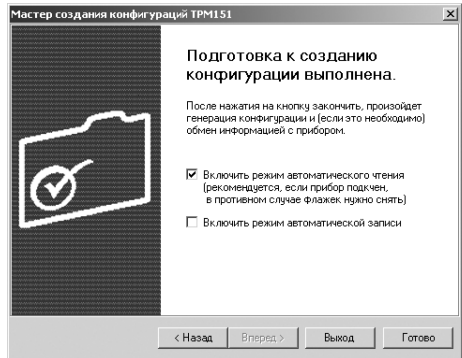 Мастер создания конфигураций ТРМ151
Подготовка к созданию
конфигурации выполнена.
После нажатия на кнопку закончить, произойдет
генерация конфигурации и (если это необходимо)
обмен информацией с прибором.
Включить режим автоматического чтения
(рекомендуется, если прибор подкчен,
в противном случае флажек нужно снять)
Включить режим автоматической записи
< Назад
Вперед >
Выход
Готово